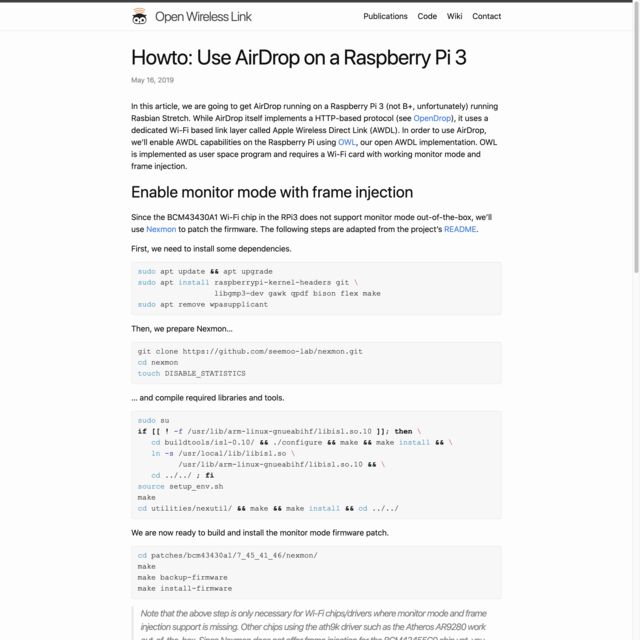 Open Wireless Link
Publications Code Wiki Contact
Howto: Use AirDrop on a Raspberry Pi 3
May 16, 2019
In this article, we are going to get AirDrop running on a Raspberry Pi 3 (not B+, unfortunately) running
Rasbian Stretch. While AirDrop itself implements a HTTP-based protocol (see OpenDrop), it uses a
dedicated Wi-Fi based link layer called Apple Wireless Direct Link (AWDL). In order to use AirDrop,
we'll enable AWDL capabilities on the Raspberry Pi using OWL, our open AWDL implementation. OWL
is implemented as user space program and requires a Wi-Fi card with working monitor mode and
frame injection.
Enable monitor mode with frame injection
Since the BCM43430A1 Wi-Fi chip in the RPi3 does not support monitor mode out-of-the-box, we'll
use Nexmon to patch the firmware. The following steps are adapted from the project's README.
First, we need to install some dependencies.
sudo apt update && apt upgrade
sudo apt install raspberrypi-kernel-headers git \
libgmp3-dev gawk qpdf bison flex make
sudo apt remove wpasupplicant
Then, we prepare Nexmon...
git clone https://github.com/seemoo-lab/nexmon.git
cd nexmon
touch DISABLE_STATISTICS
... and compile required libraries and tools.
sudo su
if [[ ! -f /usr/lib/arm-linux-gnueabihf/libisl.so.10 ]]; then \
cd buildtools/isl-0.10/ && ./configure && make && make install && \
ln -s /usr/local/lib/libisl.so \
/usr/lib/arm-linux-gnueabihf/libisl.so.10 && \
cd ../../ ; fi
source setup_env.sh
make
cd utilities/nexutil/ && make && make install && cd ../../
We are now ready to build and install the monitor mode firmware patch.
cd patches/bcm43430a1/7_45_41_46/nexmon/
make
make backup-firmware
make install-firmware
Note that the above step is only necessary for Wi-Fi chips/drivers where monitor mode and frame
injection support is missing. Other chips using the ath9k driver such as the Atheros AR9280 work